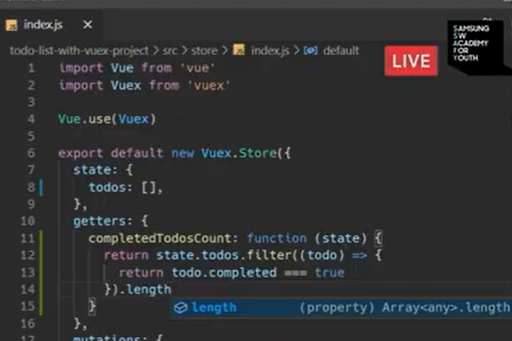 index.js ×
todo-list-with-vuex-project > src > store > index.js > default
LIVE
SAMSUNG
SW
ACADEMY
FOR
YOUTH
1 import Vue from 'vue'
2 import Vuex from 'vuex'
3
4 Vue.use(Vuex)
5
6 export default new Vuex.Store({
7 state: {
8 todos: [],
9 },
10 getters: {
11 completedTodosCount: function (state) {
12 return state.todos.filter((todo) => {
13 return todo.completed === true
14 }).length
length (property) Array<any>.length
15 }
16 },
17 mutations: {